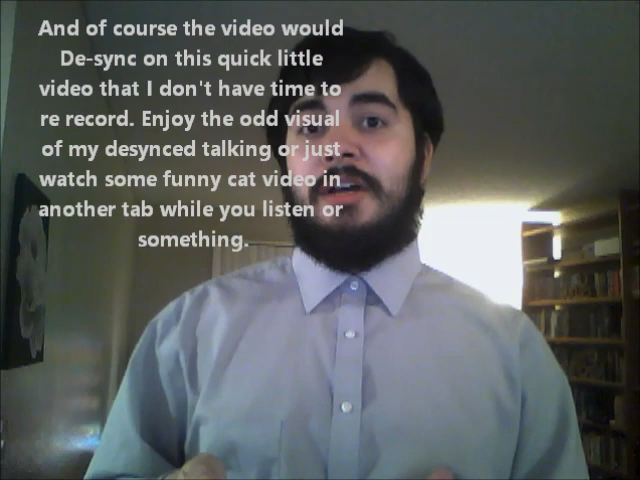 And of course the video would
De-sync on this quick little
video that I don't have time to
re record. Enjoy the odd visual
of my desynced talking or just
watch some funny cat video in
another tab while you listen or
something.